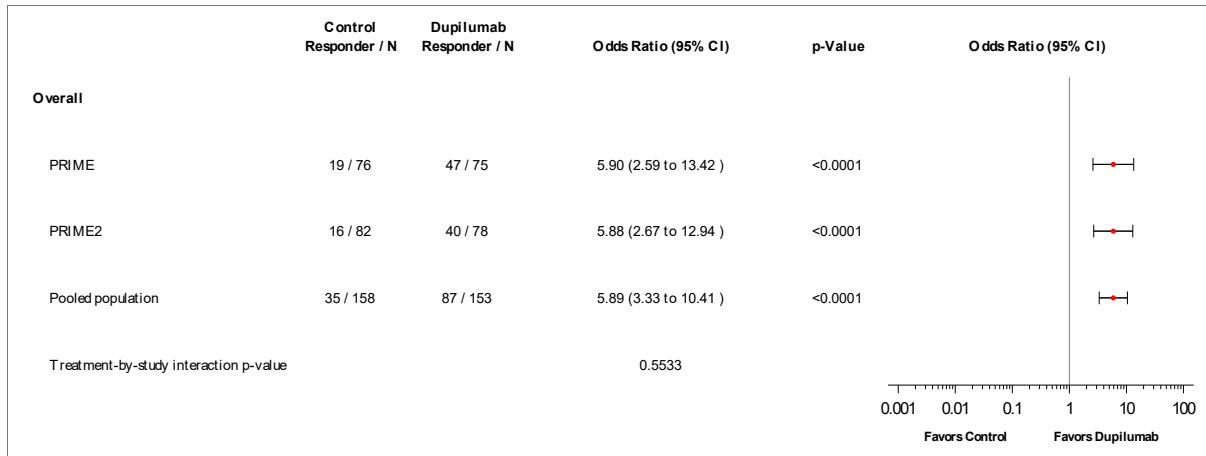 Control Dupilumab
Responder / N Responder / N Odds Ratio (95% CI) p-Value Odds Ratio (95% CI)
Overall
PRIME 19 / 76 47 / 75 5.90 (2.59 to 13.42 ) <0.0001
PRIME2 16 / 82 40 / 78 5.88 (2.67 to 12.94 ) <0.0001
Pooled population 35 / 158 87 / 153 5.89 (3.33 to 10.41 ) <0.0001
Treatment-by-study interaction p-value 0.5533
0.001 0.01 0.1 1 10 100
Favors Control Favors Dupilumab